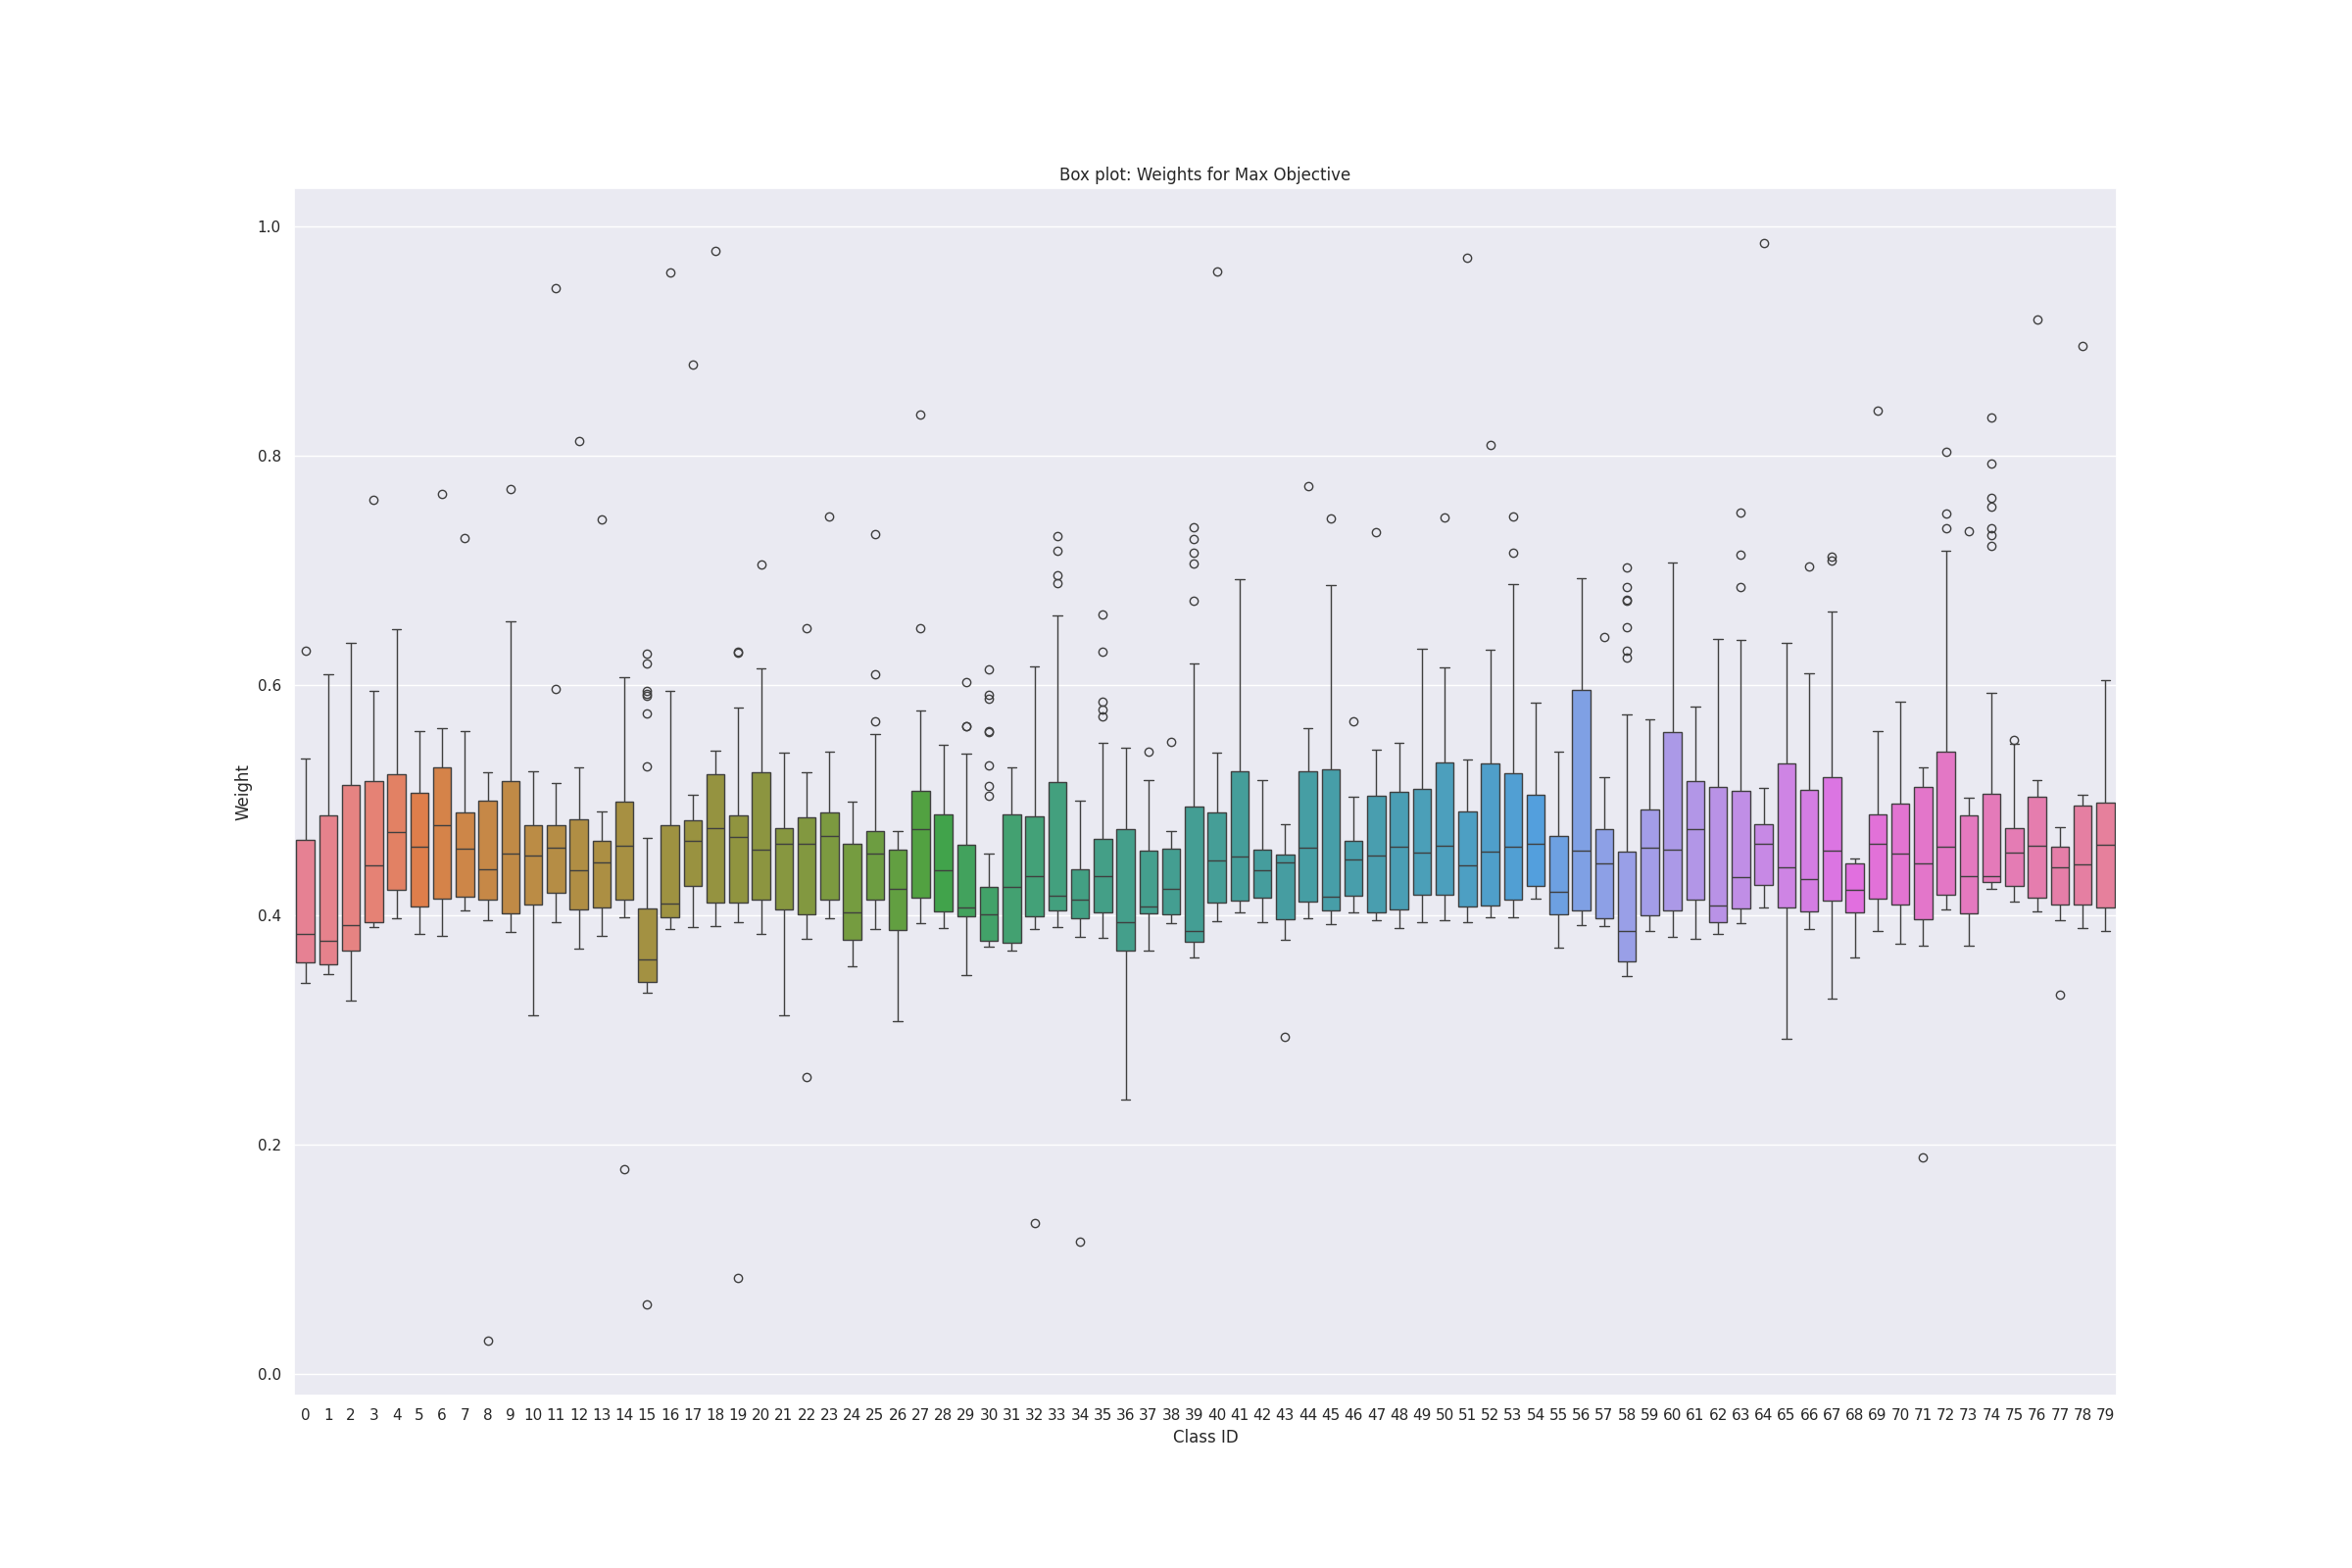 Box plot: Weights for Max Objective
1.0
0.8
0.6
0.4
0.2
0.0
Weight
0 1 2 3 4 5 6 7 8 9 10 11 12 13 14 15 16 17 18 19 20 21 22 23 24 25 26 27 28 29 30 31 32 33 34 35 36 37 38 39 40 41 42 43 44 45 46 47 48 49 50 51 52 53 54 55 56 57 58 59 60 61 62 63 64 65 66 67 68 69 70 71 72 73 74 75 76 77 78 79
Class ID